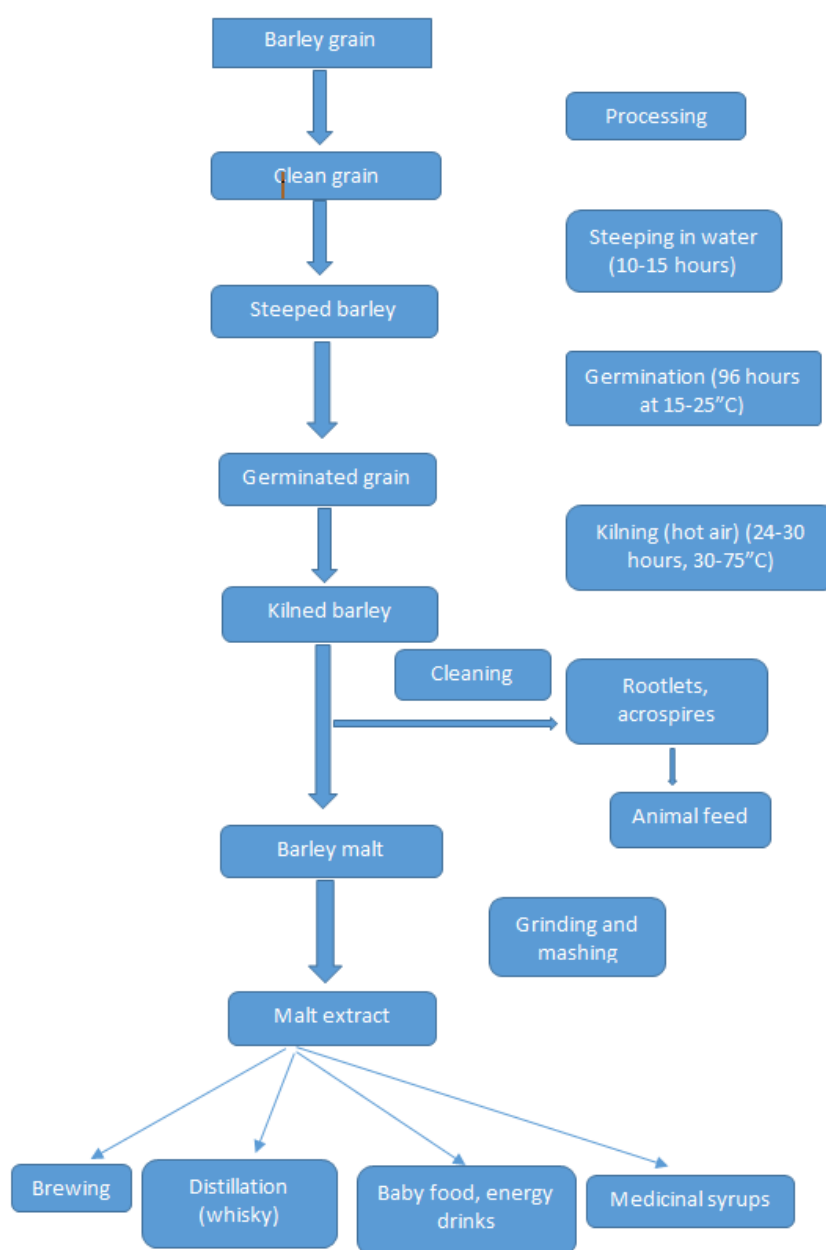 Barley grain
Processing
Clean grain
Steeping in water
(10-15 hours)
Steeped barley
Germination (96 hours
at 15-25″C)
Germinated grain
Kilning (hot air) (24-30
hours, 30-75″C)
Kilned barley
Cleaning
Rootlets,
acrospires
Animal feed
Barley malt
Grinding and
mashing
Malt extract
Brewing
Distillation
(whisky)
Baby food, energy
drinks
Medicinal syrups